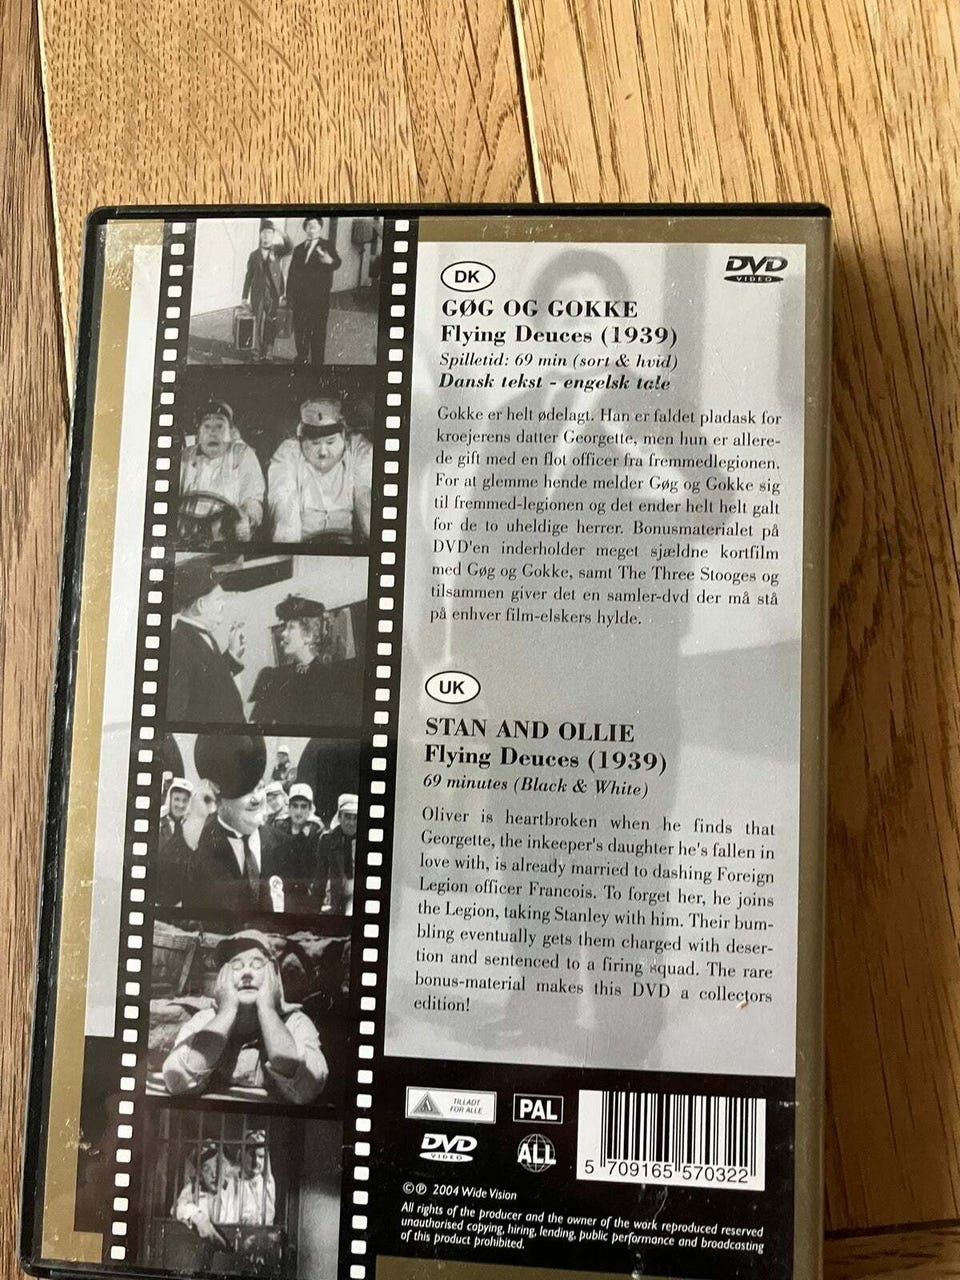 DK
DVD
VIDEO
GØG OG GOKKE
Flying Deuces (1939)
Spilletid: 69 min (sort & hvid)
Dansk tekst - engelsk tale
Gokke er helt ødelagt. Han er faldet pladask for
kroejerens datter Georgette, men hun er allere-
de gift med en flot officer fra fremmedlegionen.
For at glemme hende melder Gøg og Gokke sig
til fremmed-legionen og det ender helt helt galt
for de to uheldige herrer. Bonusmaterialet på
DVD'en inderholder meget sjældne kortfilm
med Gøg og Gokke, samt The Three Stooges og
tilsammen giver det en samler-dvd der må stå
på enhver film-elskers hylde.
UK
STAN AND OLLIE
Flying Deuces (1939)
69 minutes (Black & White)
Oliver is heartbroken when he finds that
Georgette, the inkeeper's daughter he's fallen in
love with, is already married to dashing Foreign
Legion officer Francois. To forget her, he joins
the Legion, taking Stanley with him. Their bum-
bling eventually gets them charged with deser-
tion and sentenced to a firing squad. The rare
bonus-material makes this DVD a collectors
edition!
TILLADT
FOR ALLE
PAL
DVD
VIDEO
ALL
5 709165 570322
©℗ 2004 Wide Vision
All rights of the producer and the owner of the work reproduced reserved
unauthorised copying, hiring, lending, public performance and broadcasting
of this product prohibited.